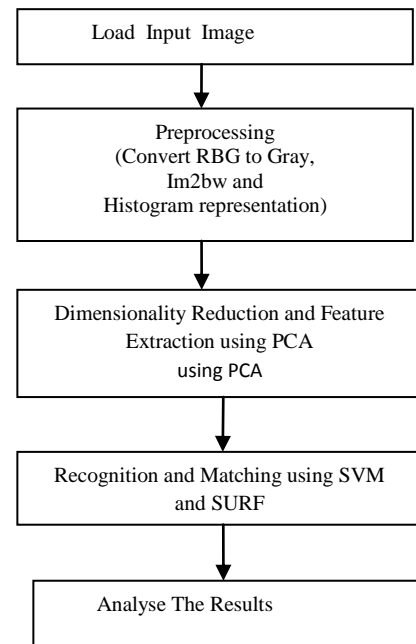 Load Input Image
Preprocessing
(Convert RBG to Gray,
Im2bw and
Histogram representation)
Dimensionality Reduction and Feature
Extraction using PCA
using PCA
Recognition and Matching using SVM
and SURF
Analyse The Results